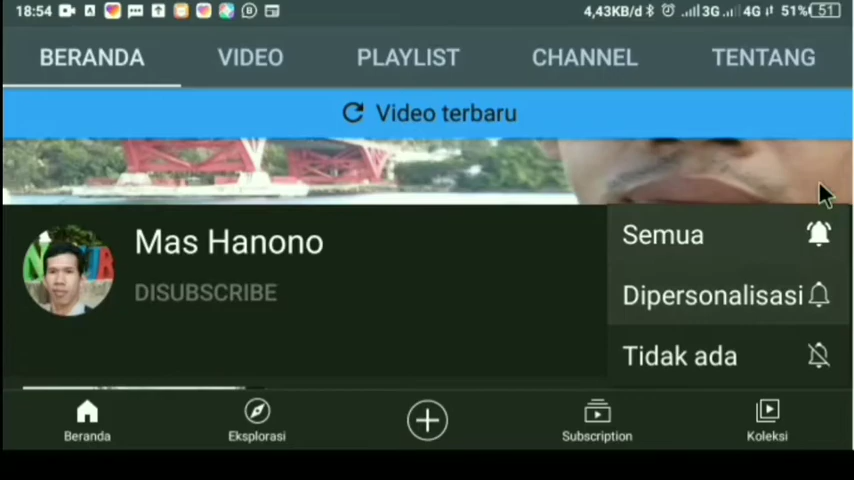 18:54 4,43KB/d 3G 4G 51% 51
BERANDA VIDEO PLAYLIST CHANNEL TENTANG
Video terbaru
Mas Hanono
DISUBSCRIBE
Semua
Dipersonalisasi
Tidak ada
Beranda Eksplorasi Subscription Koleksi